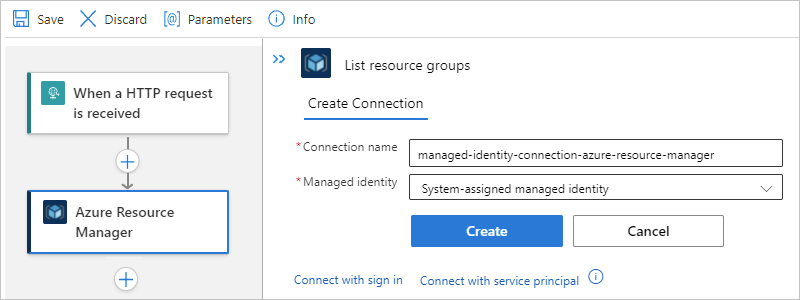 Save Discard [@] Parameters Info
When a HTTP request
is received
Azure Resource
Manager
List resource groups
Create Connection
*Connection name managed-identity-connection-azure-resource-manager
*Managed identity System-assigned managed identity
Create Cancel
Connect with sign in Connect with service principal